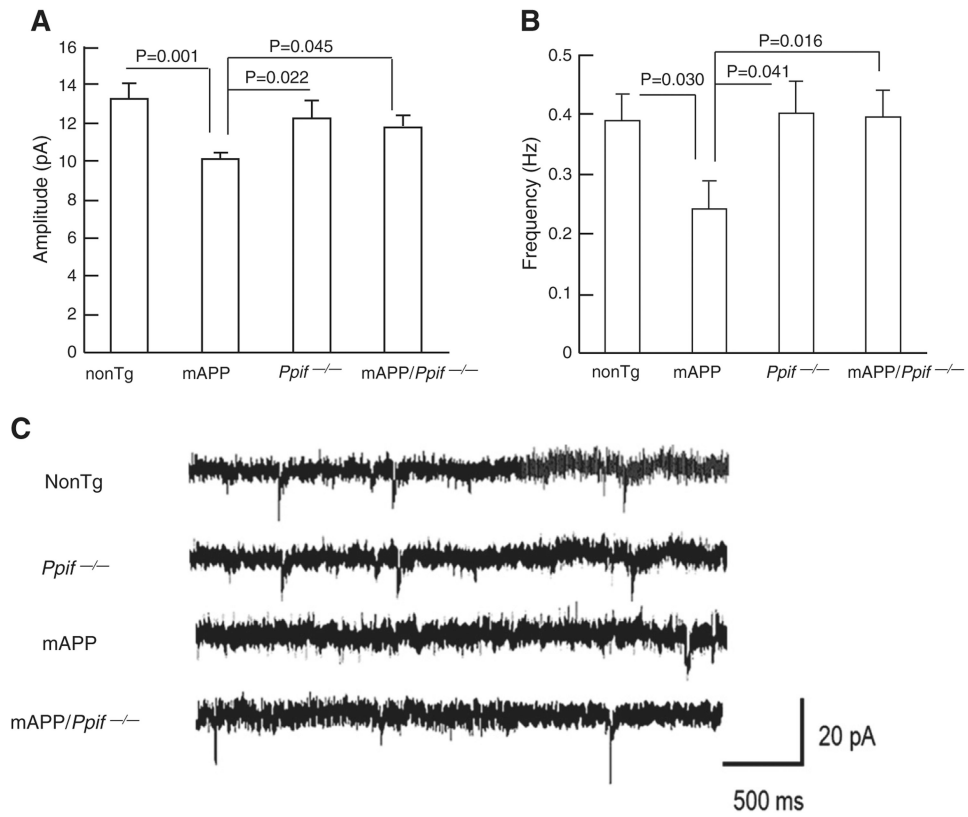 A
16
14
12
10
8
6
4
2
0
Amplitude (pA)
P=0.001
P=0.045
P=0.022
nonTg
mAPP
Ppif —/—
mAPP/Ppif —/—
B
0.5
0.4
0.3
0.2
0.1
0
Frequency (Hz)
P=0.016
P=0.030
P=0.041
nonTg
mAPP
Ppif —/—
mAPP/Ppif —/—
C
NonTg
Ppif —/—
mAPP
mAPP/Ppif —/—
20 pA
500 ms